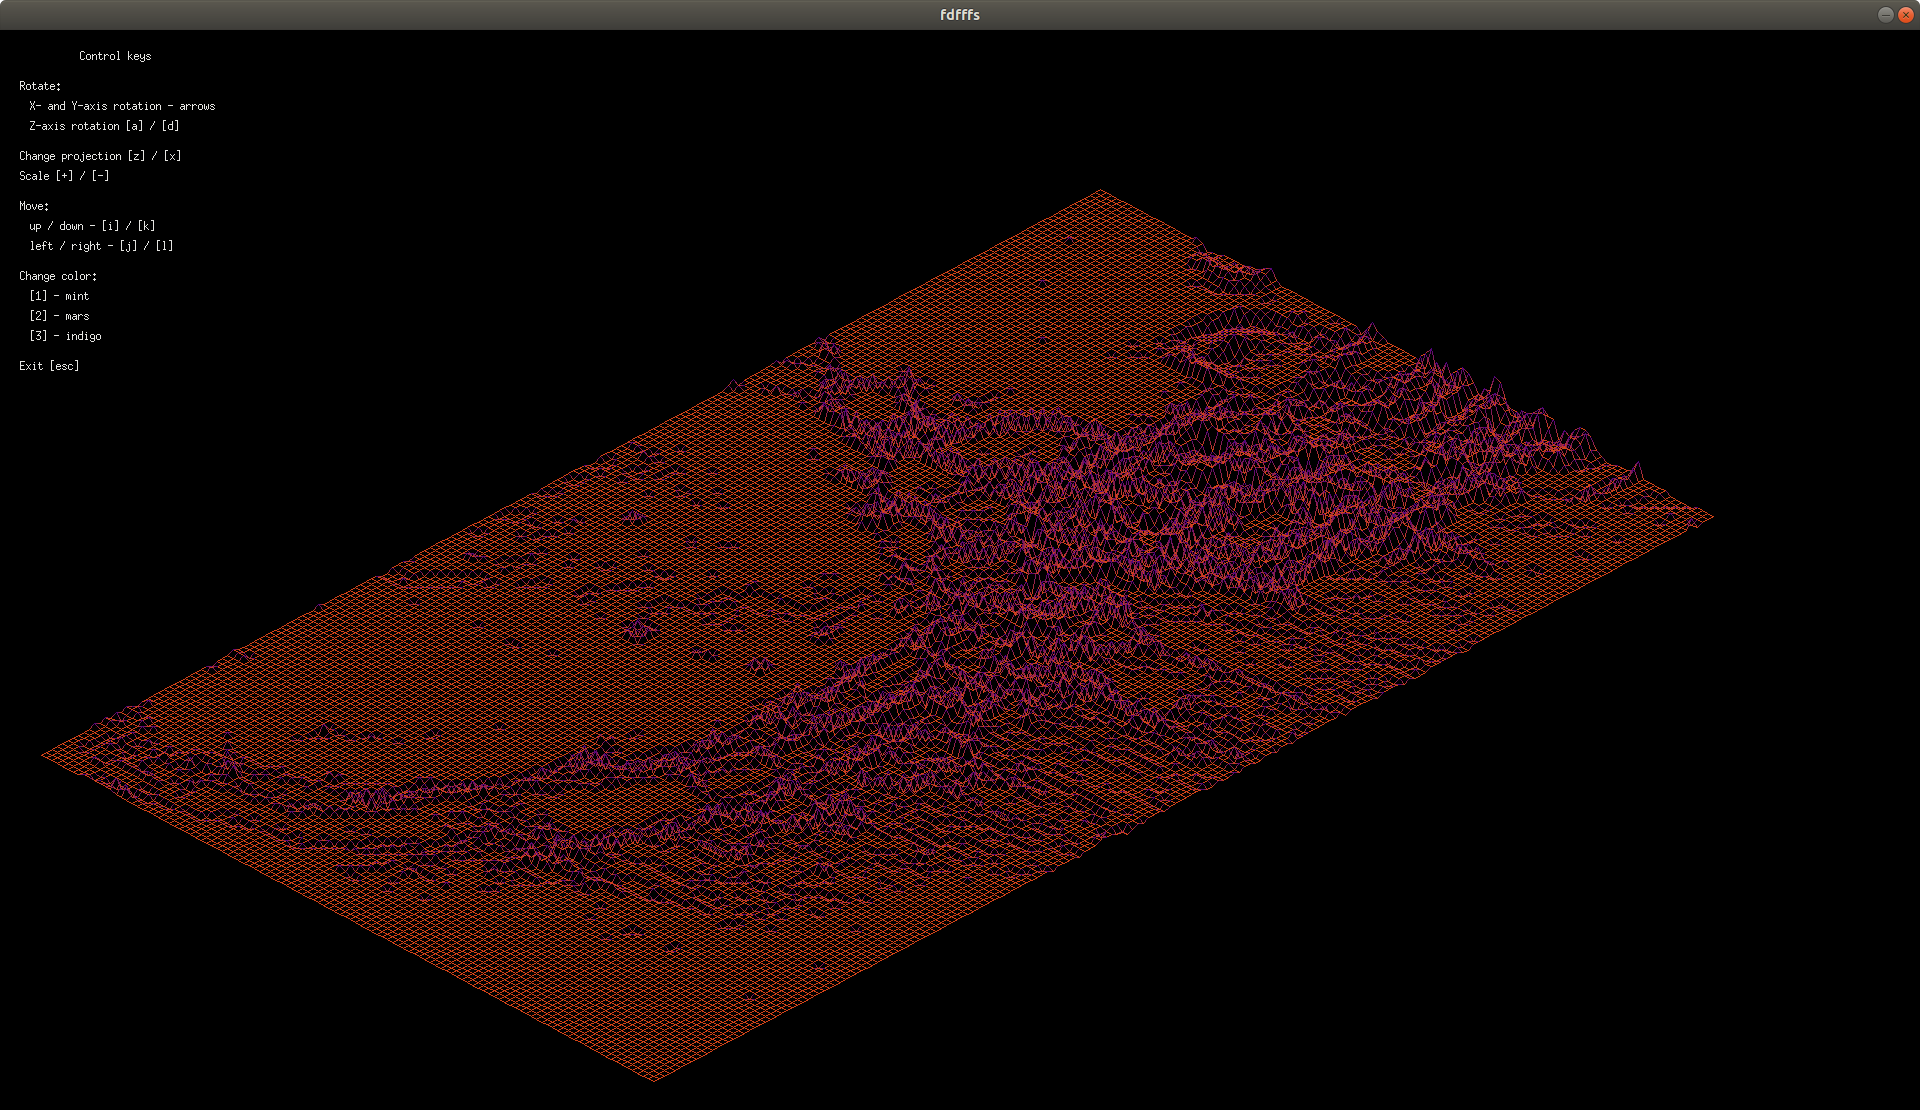 fdfffs
Control keys
Rotate:
X- and Y-axis rotation - arrows
Z-axis rotation [a] / [d]
Change projection [z] / [x]
Scale [+] / [-]
Move:
up / down - [i] / [k]
left / right - [j] / [l]
Change color:
[1] - mint
[2] - mars
[3] - indigo
Exit [esc]